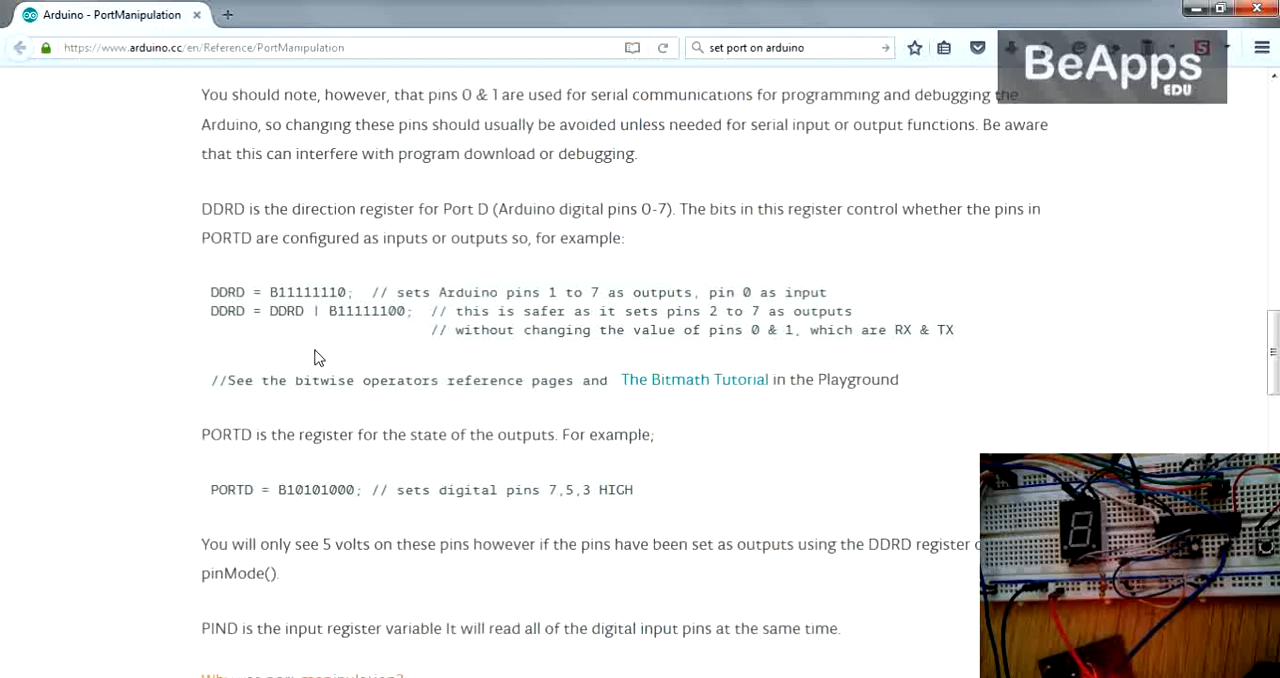 Arduino - PortManipulation
https://www.arduino.cc/en/Reference/PortManipulation
set port on arduino
BeApps
EDU
You should note, however, that pins 0 & 1 are used for serial communications for programming and debugging the
Arduino, so changing these pins should usually be avoided unless needed for serial input or output functions. Be aware
that this can interfere with program download or debugging.
DDRD is the direction register for Port D (Arduino digital pins 0-7). The bits in this register control whether the pins in
PORTD are configured as inputs or outputs so, for example:
DDRD = B11111110; // sets Arduino pins 1 to 7 as outputs, pin 0 as input
DDRD = DDRD | B11111100; // this is safer as it sets pins 2 to 7 as outputs
// without changing the value of pins 0 & 1, which are RX & TX
//See the bitwise operators reference pages and The Bitmath Tutorial in the Playground
PORTD is the register for the state of the outputs. For example;
PORTD = B10101000; // sets digital pins 7,5,3 HIGH
You will only see 5 volts on these pins however if the pins have been set as outputs using the DDRD register
pinMode().
PIND is the input register variable It will read all of the digital input pins at the same time.